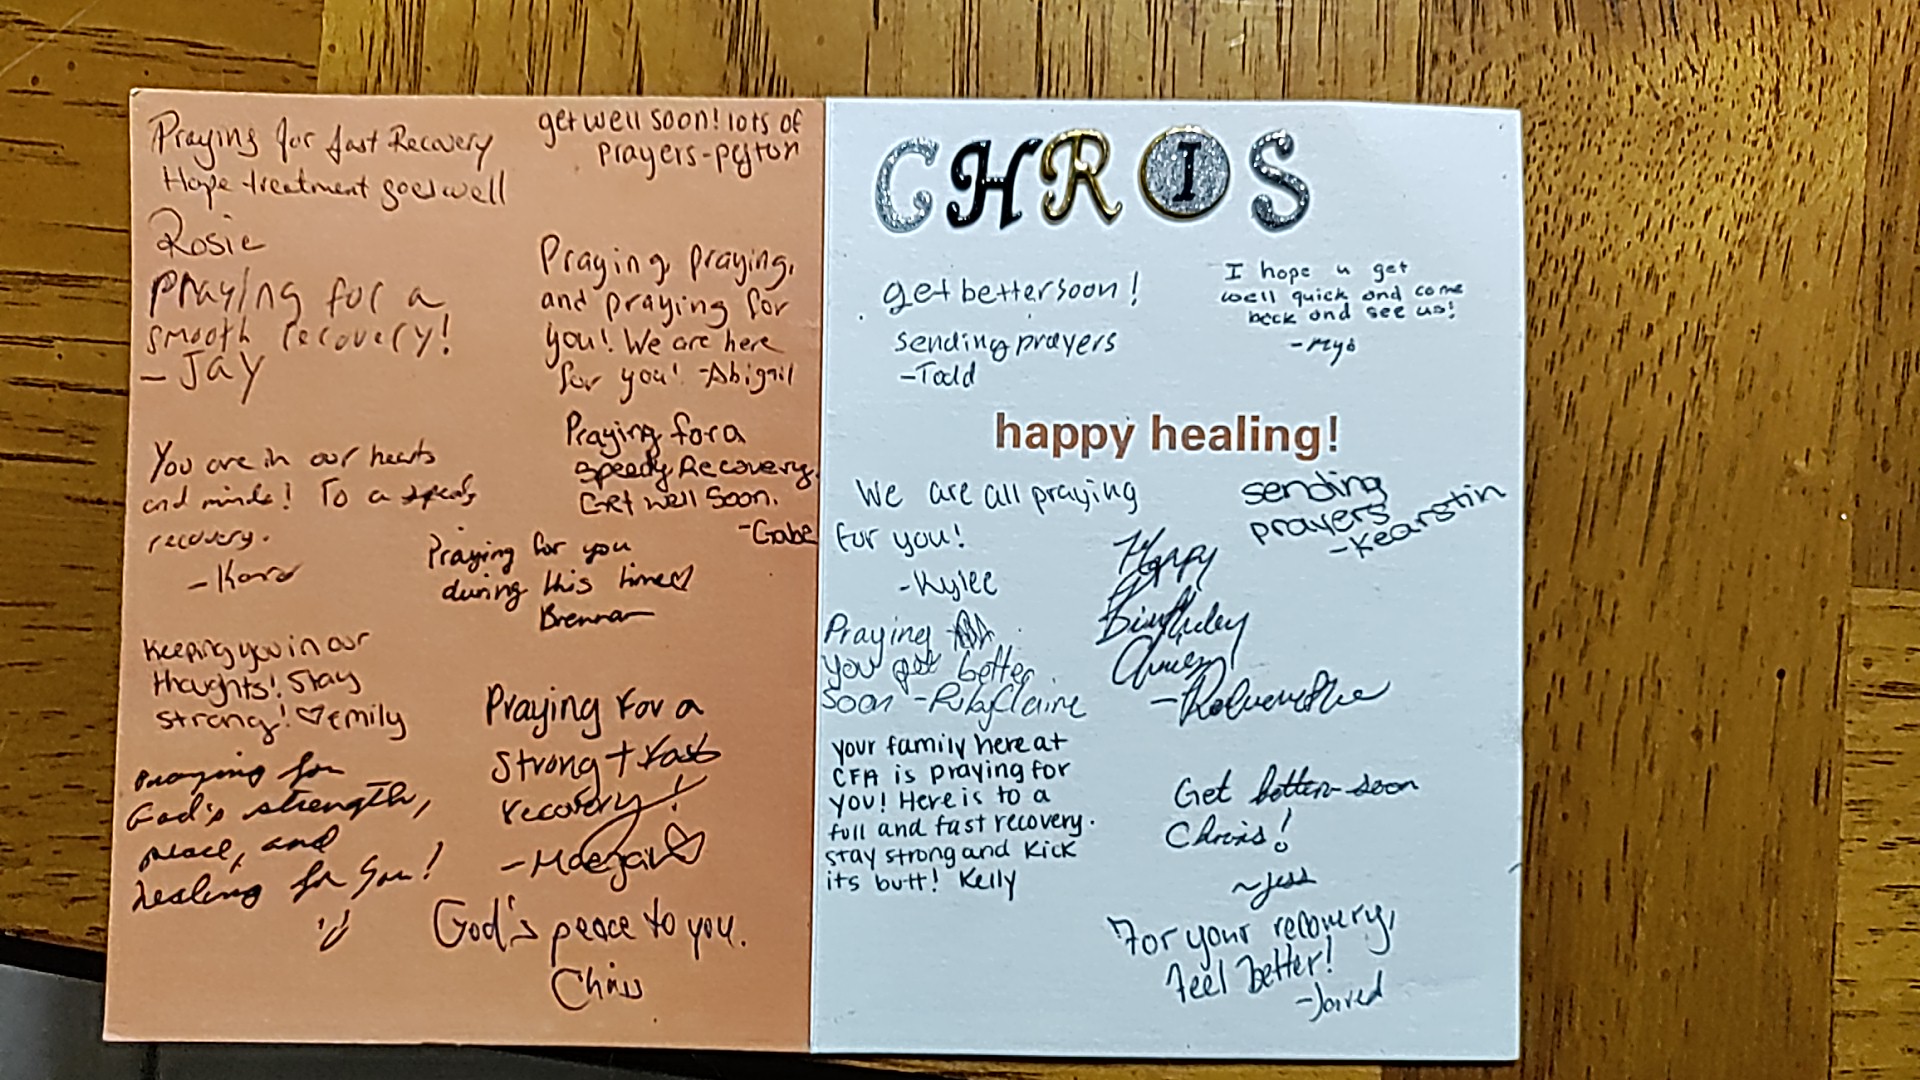 Praying for fast Recovery
Hope treatment goes well
Rosie
get well soon! lots of
prayers-peyton
Praying for a
smooth recovery!
- JAY
Praying, praying,
and praying for
you! We are here
for you! -Abigail
You are in our hearts
and minds! To a speedy
recovery.
- Kara
Praying for a
speedy Recovery.
Get well soon.
-Gabe
Praying for you
during this time♡
Brenna
Keeping you in our
thoughts! Stay
strong! ♡emily
Praying for a
strong + fast
recovery!
-Maegan♡
Praying for
God's strength,
peace, and
healing for you!
God's peace to you.
Chris
CHRIS
get better soon!
sending prayers
-Todd
I hope u get
well quick and come
back and see us!
happy healing!
We are all praying
for you!
-Kylee
sending
prayers
-Kearstin
Happy
Birthday
Praying
you get better
soon -RubyClaire
your family here at
CFA is praying for
you! Here is to a
full and fast recovery.
stay strong and kick
its butt! Kelly
Get better soon
Chris!
~Jess
For your recovery,
Feel better!
-Jarred